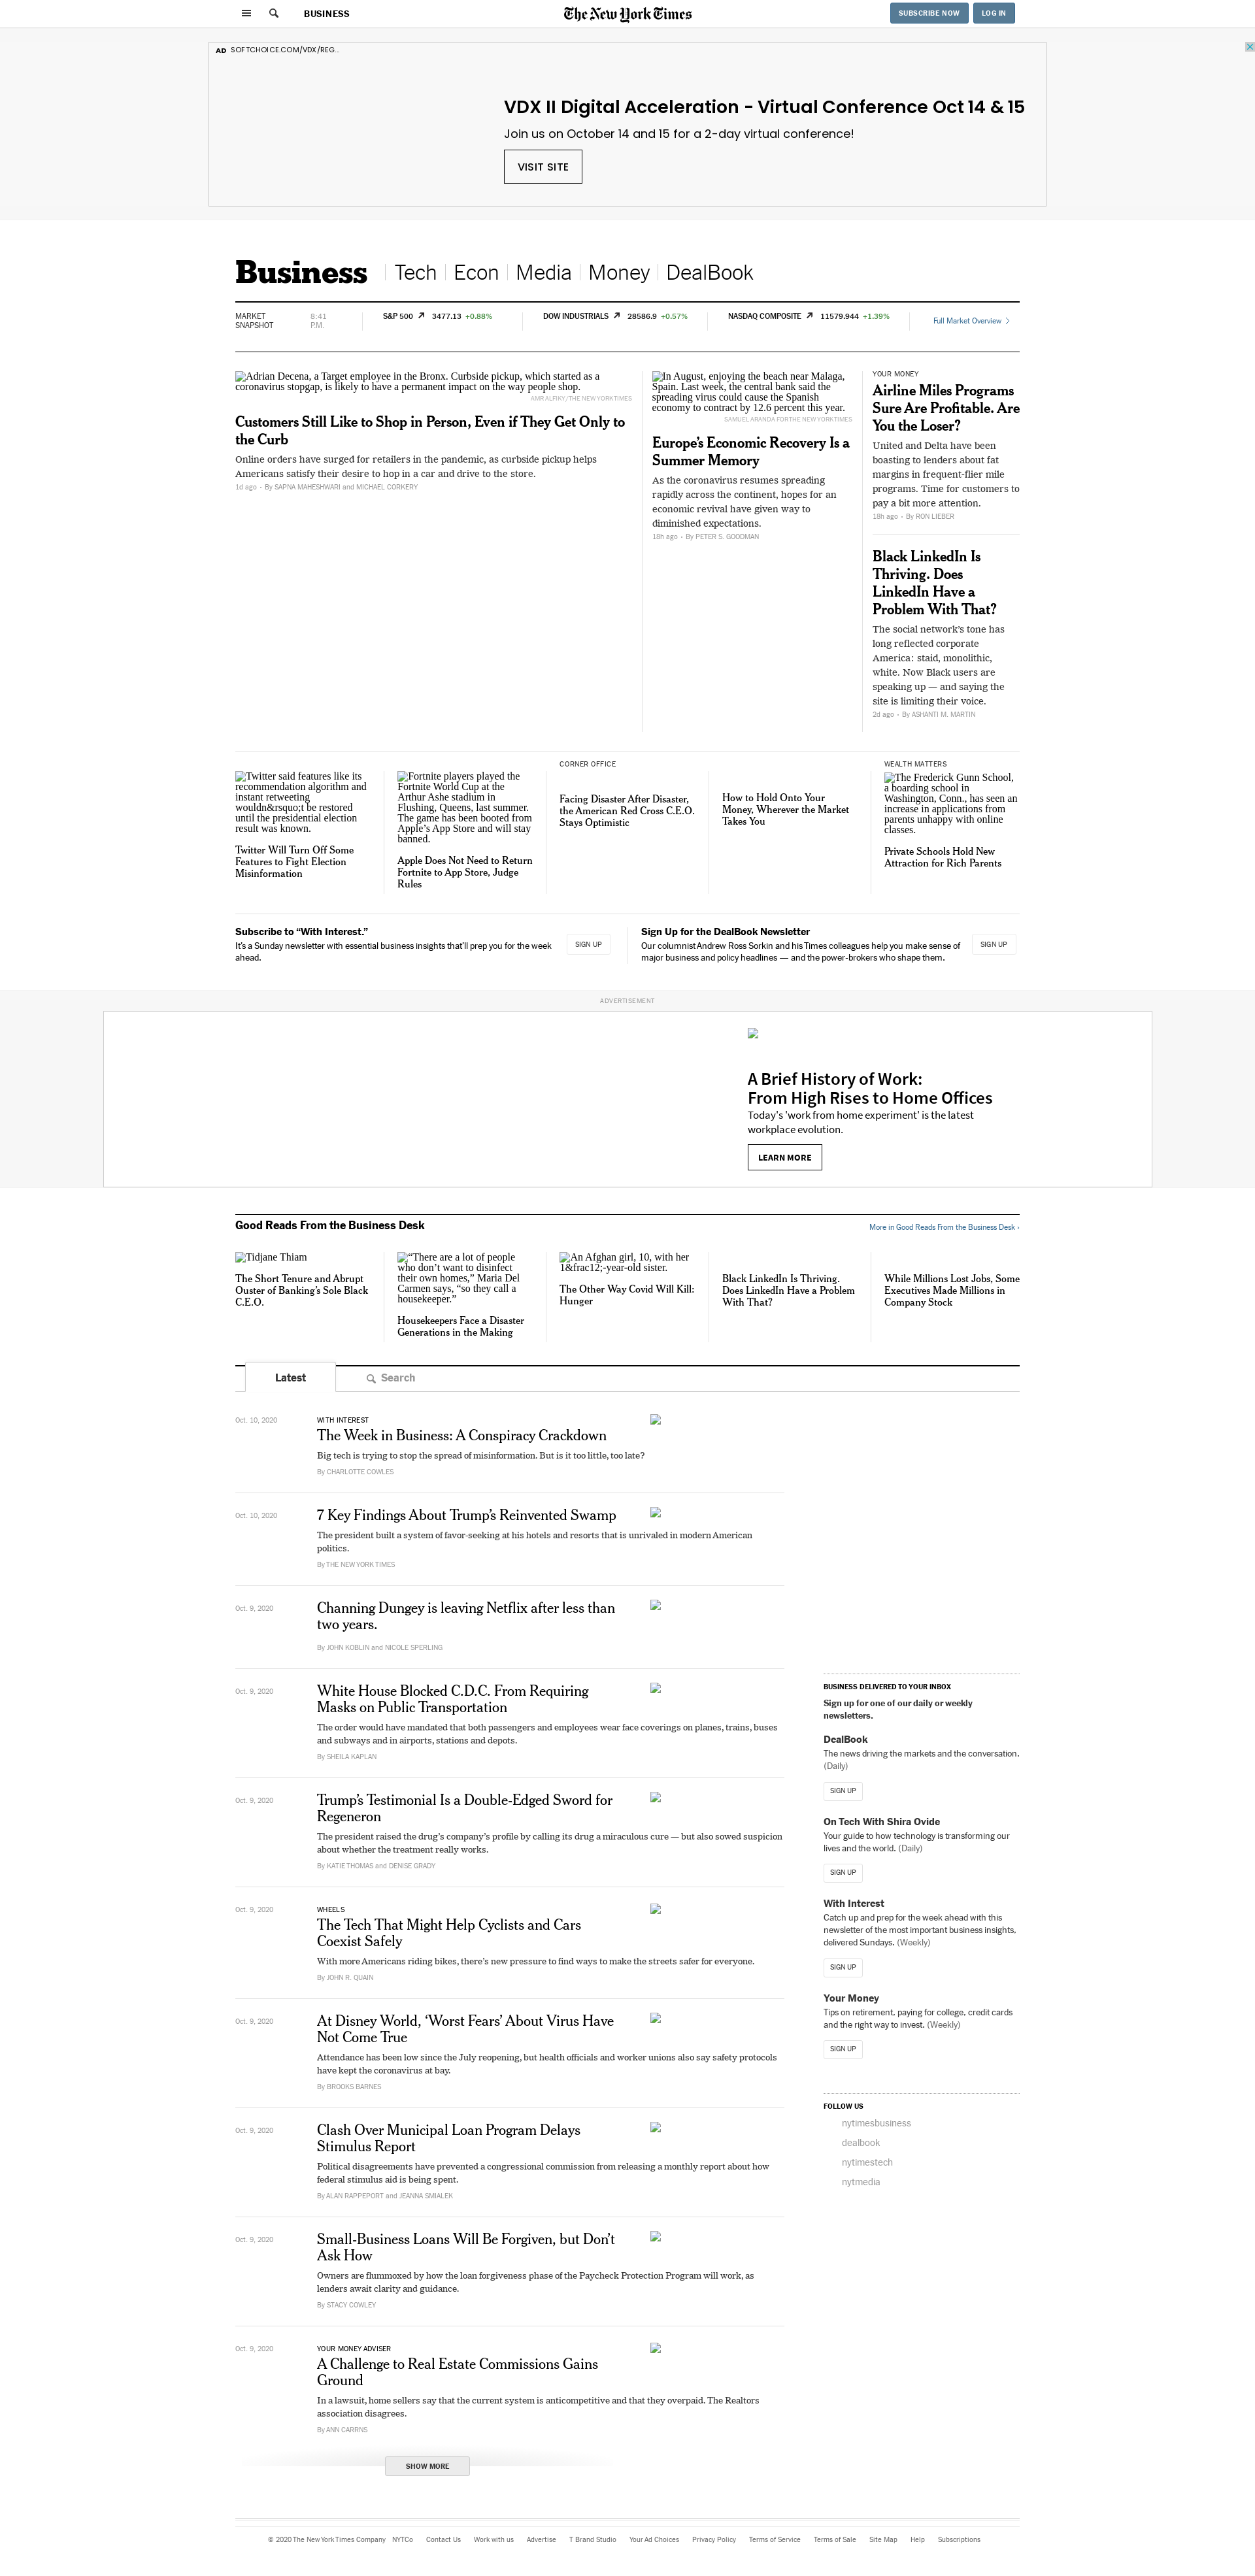 BUSINESS
The New York Times
SUBSCRIBE NOW
LOG IN
AD SOFTCHOICE.COM/VDX/REG...
VDX II Digital Acceleration - Virtual Conference Oct 14 & 15
Join us on October 14 and 15 for a 2-day virtual conference!
VISIT SITE
Business
Tech
Econ
Media
Money
DealBook
MARKET
SNAPSHOT
8:41
P.M.
S&P 500 3477.13 +0.88%
DOW INDUSTRIALS 28586.9 +0.57%
NASDAQ COMPOSITE 11579.944 +1.39%
Full Market Overview
Adrian Decena, a Target employee in the Bronx. Curbside pickup, which started as a
coronavirus stopgap, is likely to have a permanent impact on the way people shop.
AMR ALFIKY/THE NEW YORK TIMES
Customers Still Like to Shop in Person, Even if They Get Only to
the Curb
Online orders have surged for retailers in the pandemic, as curbside pickup helps
Americans satisfy their desire to hop in a car and drive to the store.
1d ago • By SAPNA MAHESHWARI and MICHAEL CORKERY
In August, enjoying the beach near Malaga,
Spain. Last week, the central bank said the
spreading virus could cause the Spanish
economy to contract by 12.6 percent this year.
SAMUEL ARANDA FOR THE NEW YORK TIMES
Europe’s Economic Recovery Is a
Summer Memory
As the coronavirus resumes spreading
rapidly across the continent, hopes for an
economic revival have given way to
diminished expectations.
18h ago • By PETER S. GOODMAN
YOUR MONEY
Airline Miles Programs
Sure Are Profitable. Are
You the Loser?
United and Delta have been
boasting to lenders about fat
margins in frequent-flier mile
programs. Time for customers to
pay a bit more attention.
18h ago • By RON LIEBER
Black LinkedIn Is
Thriving. Does
LinkedIn Have a
Problem With That?
The social network’s tone has
long reflected corporate
America: staid, monolithic,
white. Now Black users are
speaking up — and saying the
site is limiting their voice.
2d ago • By ASHANTI M. MARTIN
Twitter said features like its
recommendation algorithm and
instant retweeting
wouldn&rsquo;t be restored
until the presidential election
result was known.
Twitter Will Turn Off Some
Features to Fight Election
Misinformation
Fortnite players played the
Fortnite World Cup at the
Arthur Ashe stadium in
Flushing, Queens, last summer.
The game has been booted from
Apple’s App Store and will stay
banned.
Apple Does Not Need to Return
Fortnite to App Store, Judge
Rules
CORNER OFFICE
Facing Disaster After Disaster,
the American Red Cross C.E.O.
Stays Optimistic
How to Hold Onto Your
Money, Wherever the Market
Takes You
WEALTH MATTERS
The Frederick Gunn School,
a boarding school in
Washington, Conn., has seen an
increase in applications from
parents unhappy with online
classes.
Private Schools Hold New
Attraction for Rich Parents
Subscribe to “With Interest.”
It’s a Sunday newsletter with essential business insights that’ll prep you for the week
ahead.
SIGN UP
Sign Up for the DealBook Newsletter
Our columnist Andrew Ross Sorkin and his Times colleagues help you make sense of
major business and policy headlines — and the power-brokers who shape them.
SIGN UP
ADVERTISEMENT
A Brief History of Work:
From High Rises to Home Offices
Today's 'work from home experiment' is the latest
workplace evolution.
LEARN MORE
Good Reads From the Business Desk
More in Good Reads From the Business Desk ›
Tidjane Thiam
The Short Tenure and Abrupt
Ouster of Banking’s Sole Black
C.E.O.
“There are a lot of people
who don’t want to disinfect
their own homes,” Maria Del
Carmen says, “so they call a
housekeeper.”
Housekeepers Face a Disaster
Generations in the Making
An Afghan girl, 10, with her
1&frac12;-year-old sister.
The Other Way Covid Will Kill:
Hunger
Black LinkedIn Is Thriving.
Does LinkedIn Have a Problem
With That?
While Millions Lost Jobs, Some
Executives Made Millions in
Company Stock
Latest
Search
Oct. 10, 2020
WITH INTEREST
The Week in Business: A Conspiracy Crackdown
Big tech is trying to stop the spread of misinformation. But is it too little, too late?
By CHARLOTTE COWLES
Oct. 10, 2020
7 Key Findings About Trump’s Reinvented Swamp
The president built a system of favor-seeking at his hotels and resorts that is unrivaled in modern American
politics.
By THE NEW YORK TIMES
Oct. 9, 2020
Channing Dungey is leaving Netflix after less than
two years.
By JOHN KOBLIN and NICOLE SPERLING
Oct. 9, 2020
White House Blocked C.D.C. From Requiring
Masks on Public Transportation
The order would have mandated that both passengers and employees wear face coverings on planes, trains, buses
and subways and in airports, stations and depots.
By SHEILA KAPLAN
Oct. 9, 2020
Trump’s Testimonial Is a Double-Edged Sword for
Regeneron
The president raised the drug’s company’s profile by calling its drug a miraculous cure — but also sowed suspicion
about whether the treatment really works.
By KATIE THOMAS and DENISE GRADY
Oct. 9, 2020
WHEELS
The Tech That Might Help Cyclists and Cars
Coexist Safely
With more Americans riding bikes, there’s new pressure to find ways to make the streets safer for everyone.
By JOHN R. QUAIN
Oct. 9, 2020
At Disney World, ‘Worst Fears’ About Virus Have
Not Come True
Attendance has been low since the July reopening, but health officials and worker unions also say safety protocols
have kept the coronavirus at bay.
By BROOKS BARNES
Oct. 9, 2020
Clash Over Municipal Loan Program Delays
Stimulus Report
Political disagreements have prevented a congressional commission from releasing a monthly report about how
federal stimulus aid is being spent.
By ALAN RAPPEPORT and JEANNA SMIALEK
Oct. 9, 2020
Small-Business Loans Will Be Forgiven, but Don’t
Ask How
Owners are flummoxed by how the loan forgiveness phase of the Paycheck Protection Program will work, as
lenders await clarity and guidance.
By STACY COWLEY
Oct. 9, 2020
YOUR MONEY ADVISER
A Challenge to Real Estate Commissions Gains
Ground
In a lawsuit, home sellers say that the current system is anticompetitive and that they overpaid. The Realtors
association disagrees.
By ANN CARRNS
SHOW MORE
BUSINESS DELIVERED TO YOUR INBOX
Sign up for one of our daily or weekly
newsletters.
DealBook
The news driving the markets and the conversation.
(Daily)
SIGN UP
On Tech With Shira Ovide
Your guide to how technology is transforming our
lives and the world. (Daily)
SIGN UP
With Interest
Catch up and prep for the week ahead with this
newsletter of the most important business insights,
delivered Sundays. (Weekly)
SIGN UP
Your Money
Tips on retirement, paying for college, credit cards
and the right way to invest. (Weekly)
SIGN UP
FOLLOW US
nytimesbusiness
dealbook
nytimestech
nytmedia
© 2020 The New York Times Company NYTCo Contact Us Work with us Advertise T Brand Studio Your Ad Choices Privacy Policy Terms of Service Terms of Sale Site Map Help Subscriptions